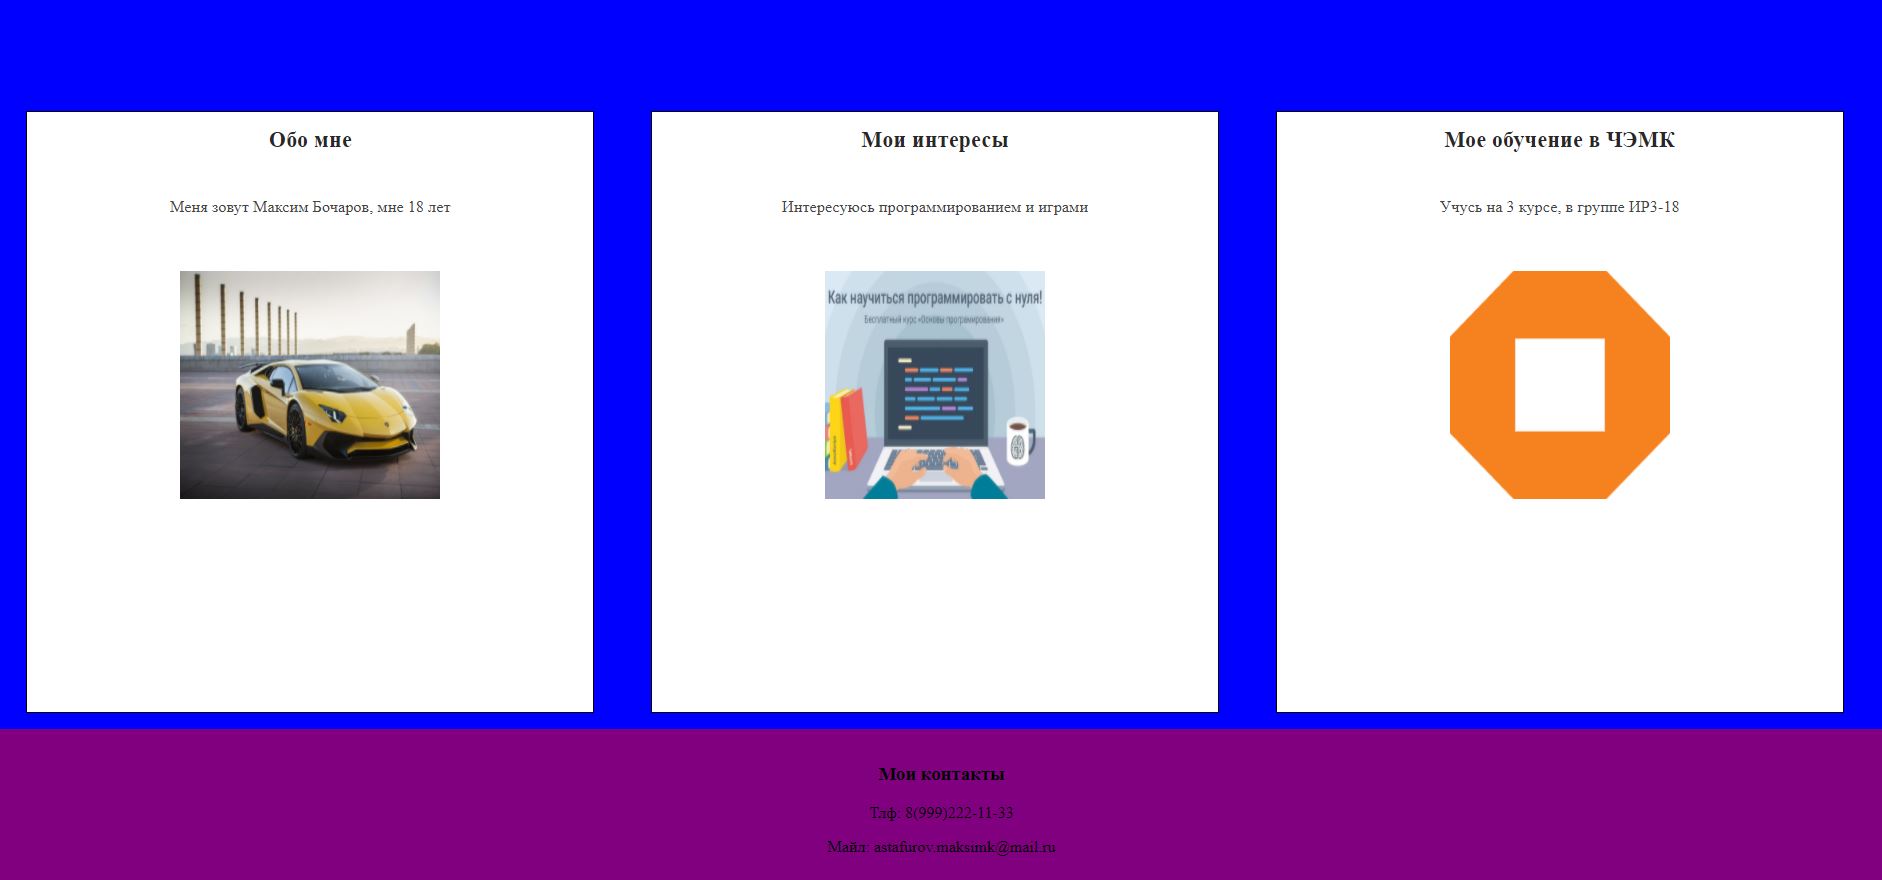 Обо мне
Меня зовут Максим Бочаров, мне 18 лет
Мои интересы
Интересуюсь программированием и играми
Как научиться программировать с нуля!
Бесплатный курс «Основы программирования»
Мое обучение в ЧЭМК
Учусь на 3 курсе, в группе ИР3-18
Мои контакты
Тлф: 8(999)222-11-33
Майл: astafurov.maksimk@mail.ru